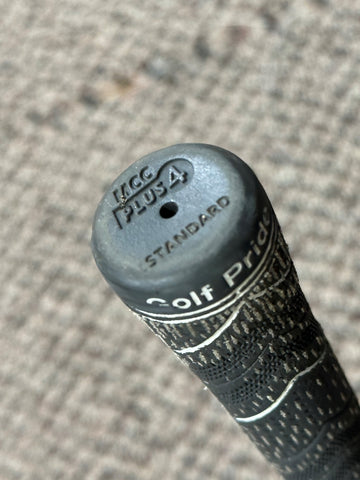 MCC
PLUS4
STANDARD
Golf Pride